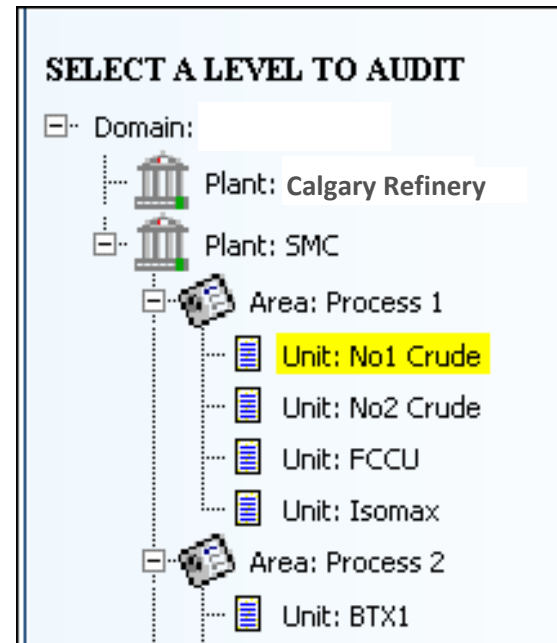 SELECT A LEVEL TO AUDIT
Domain:
Plant: Calgary Refinery
Plant: SMC
Area: Process 1
Unit: No1 Crude
Unit: No2 Crude
Unit: FCCU
Unit: Isomax
Area: Process 2
Unit: BTX1